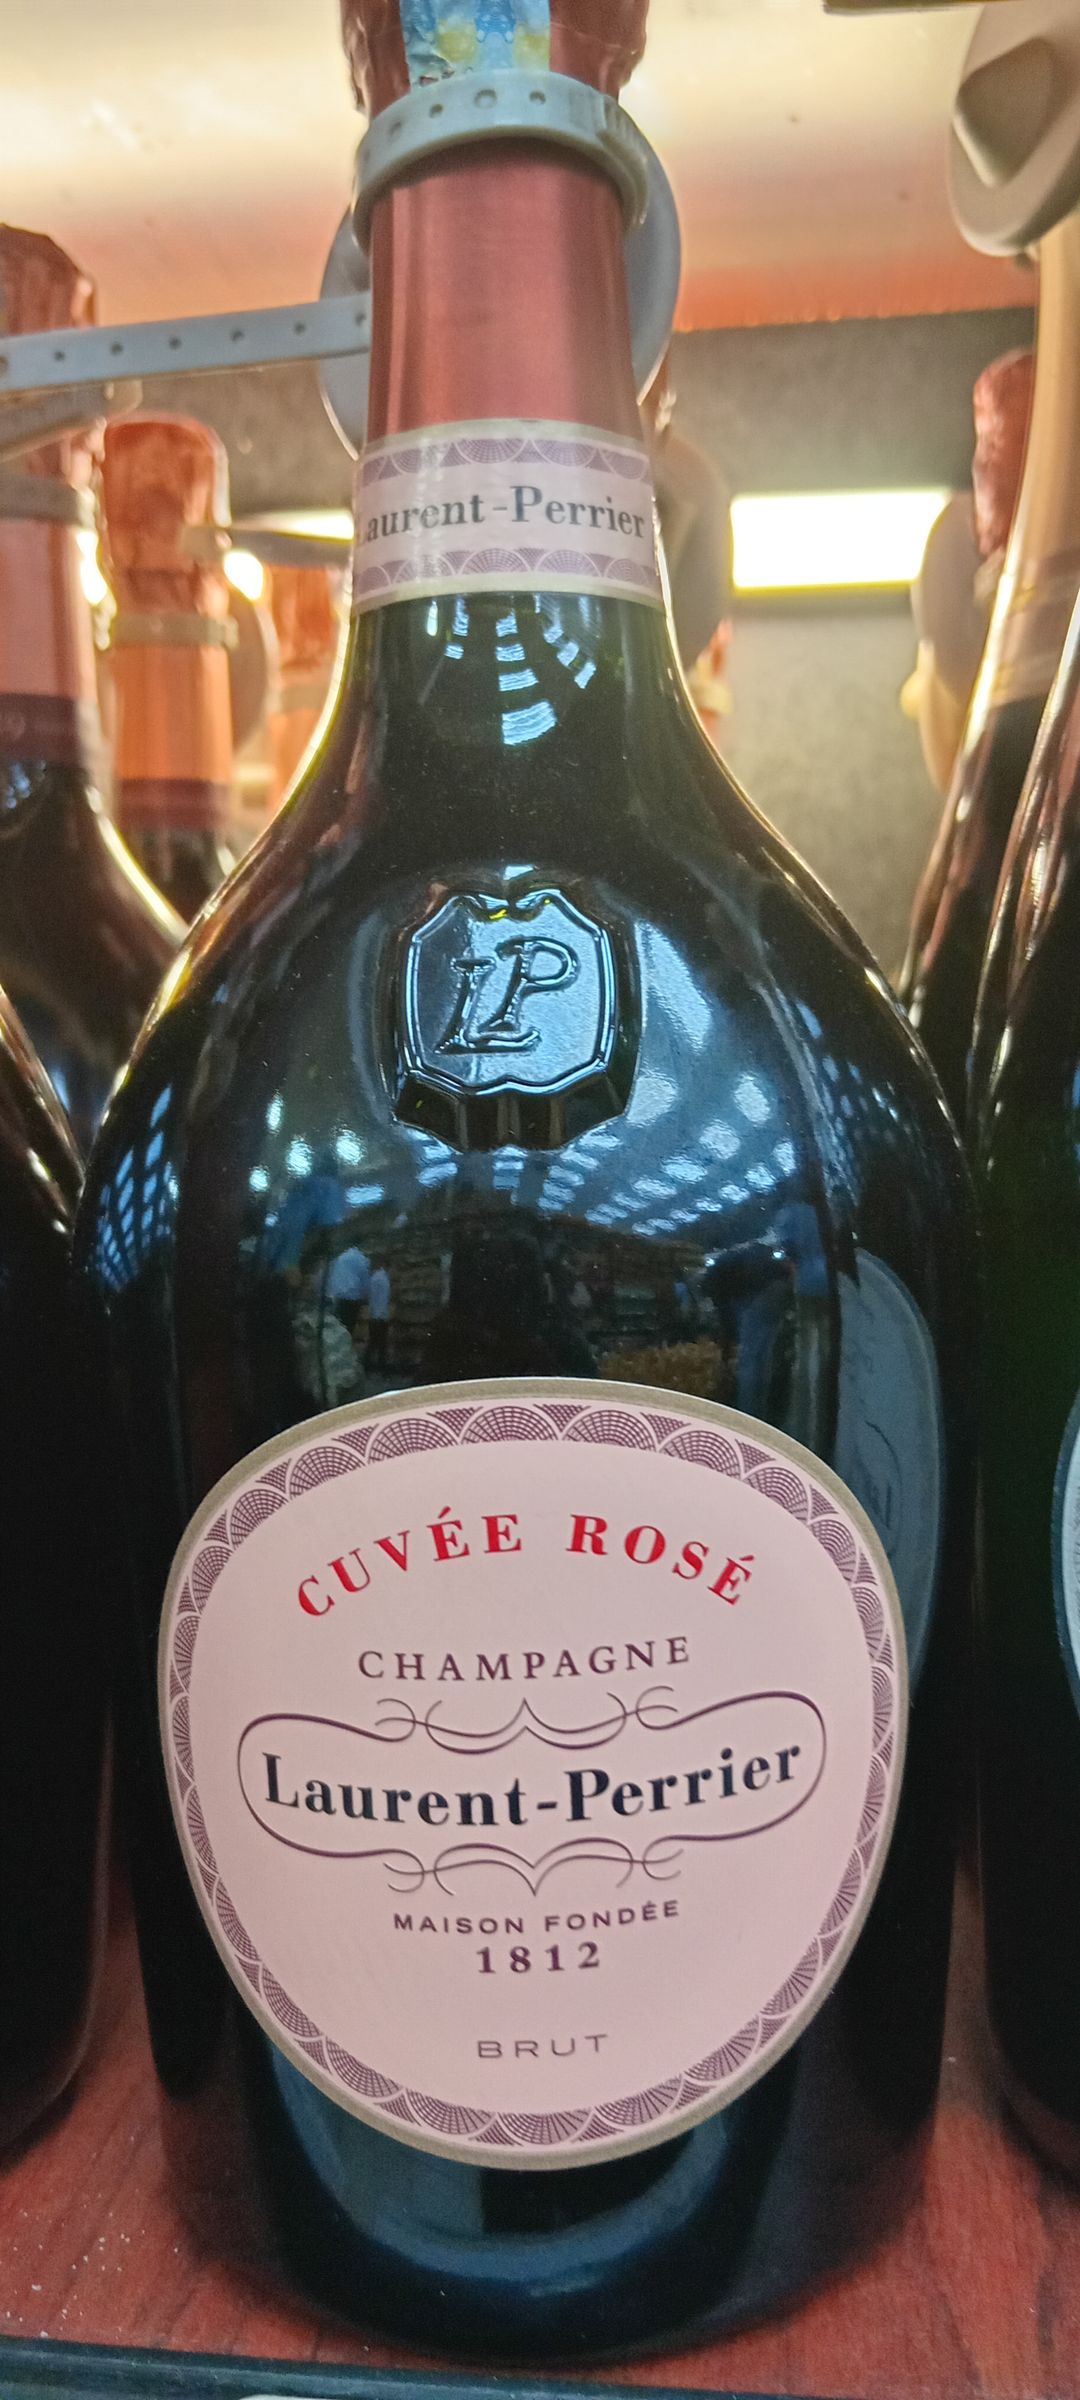 Laurent-Perrier
LP
CUVÉE ROSÉ
CHAMPAGNE
Laurent-Perrier
MAISON FONDÉE
1812
BRUT